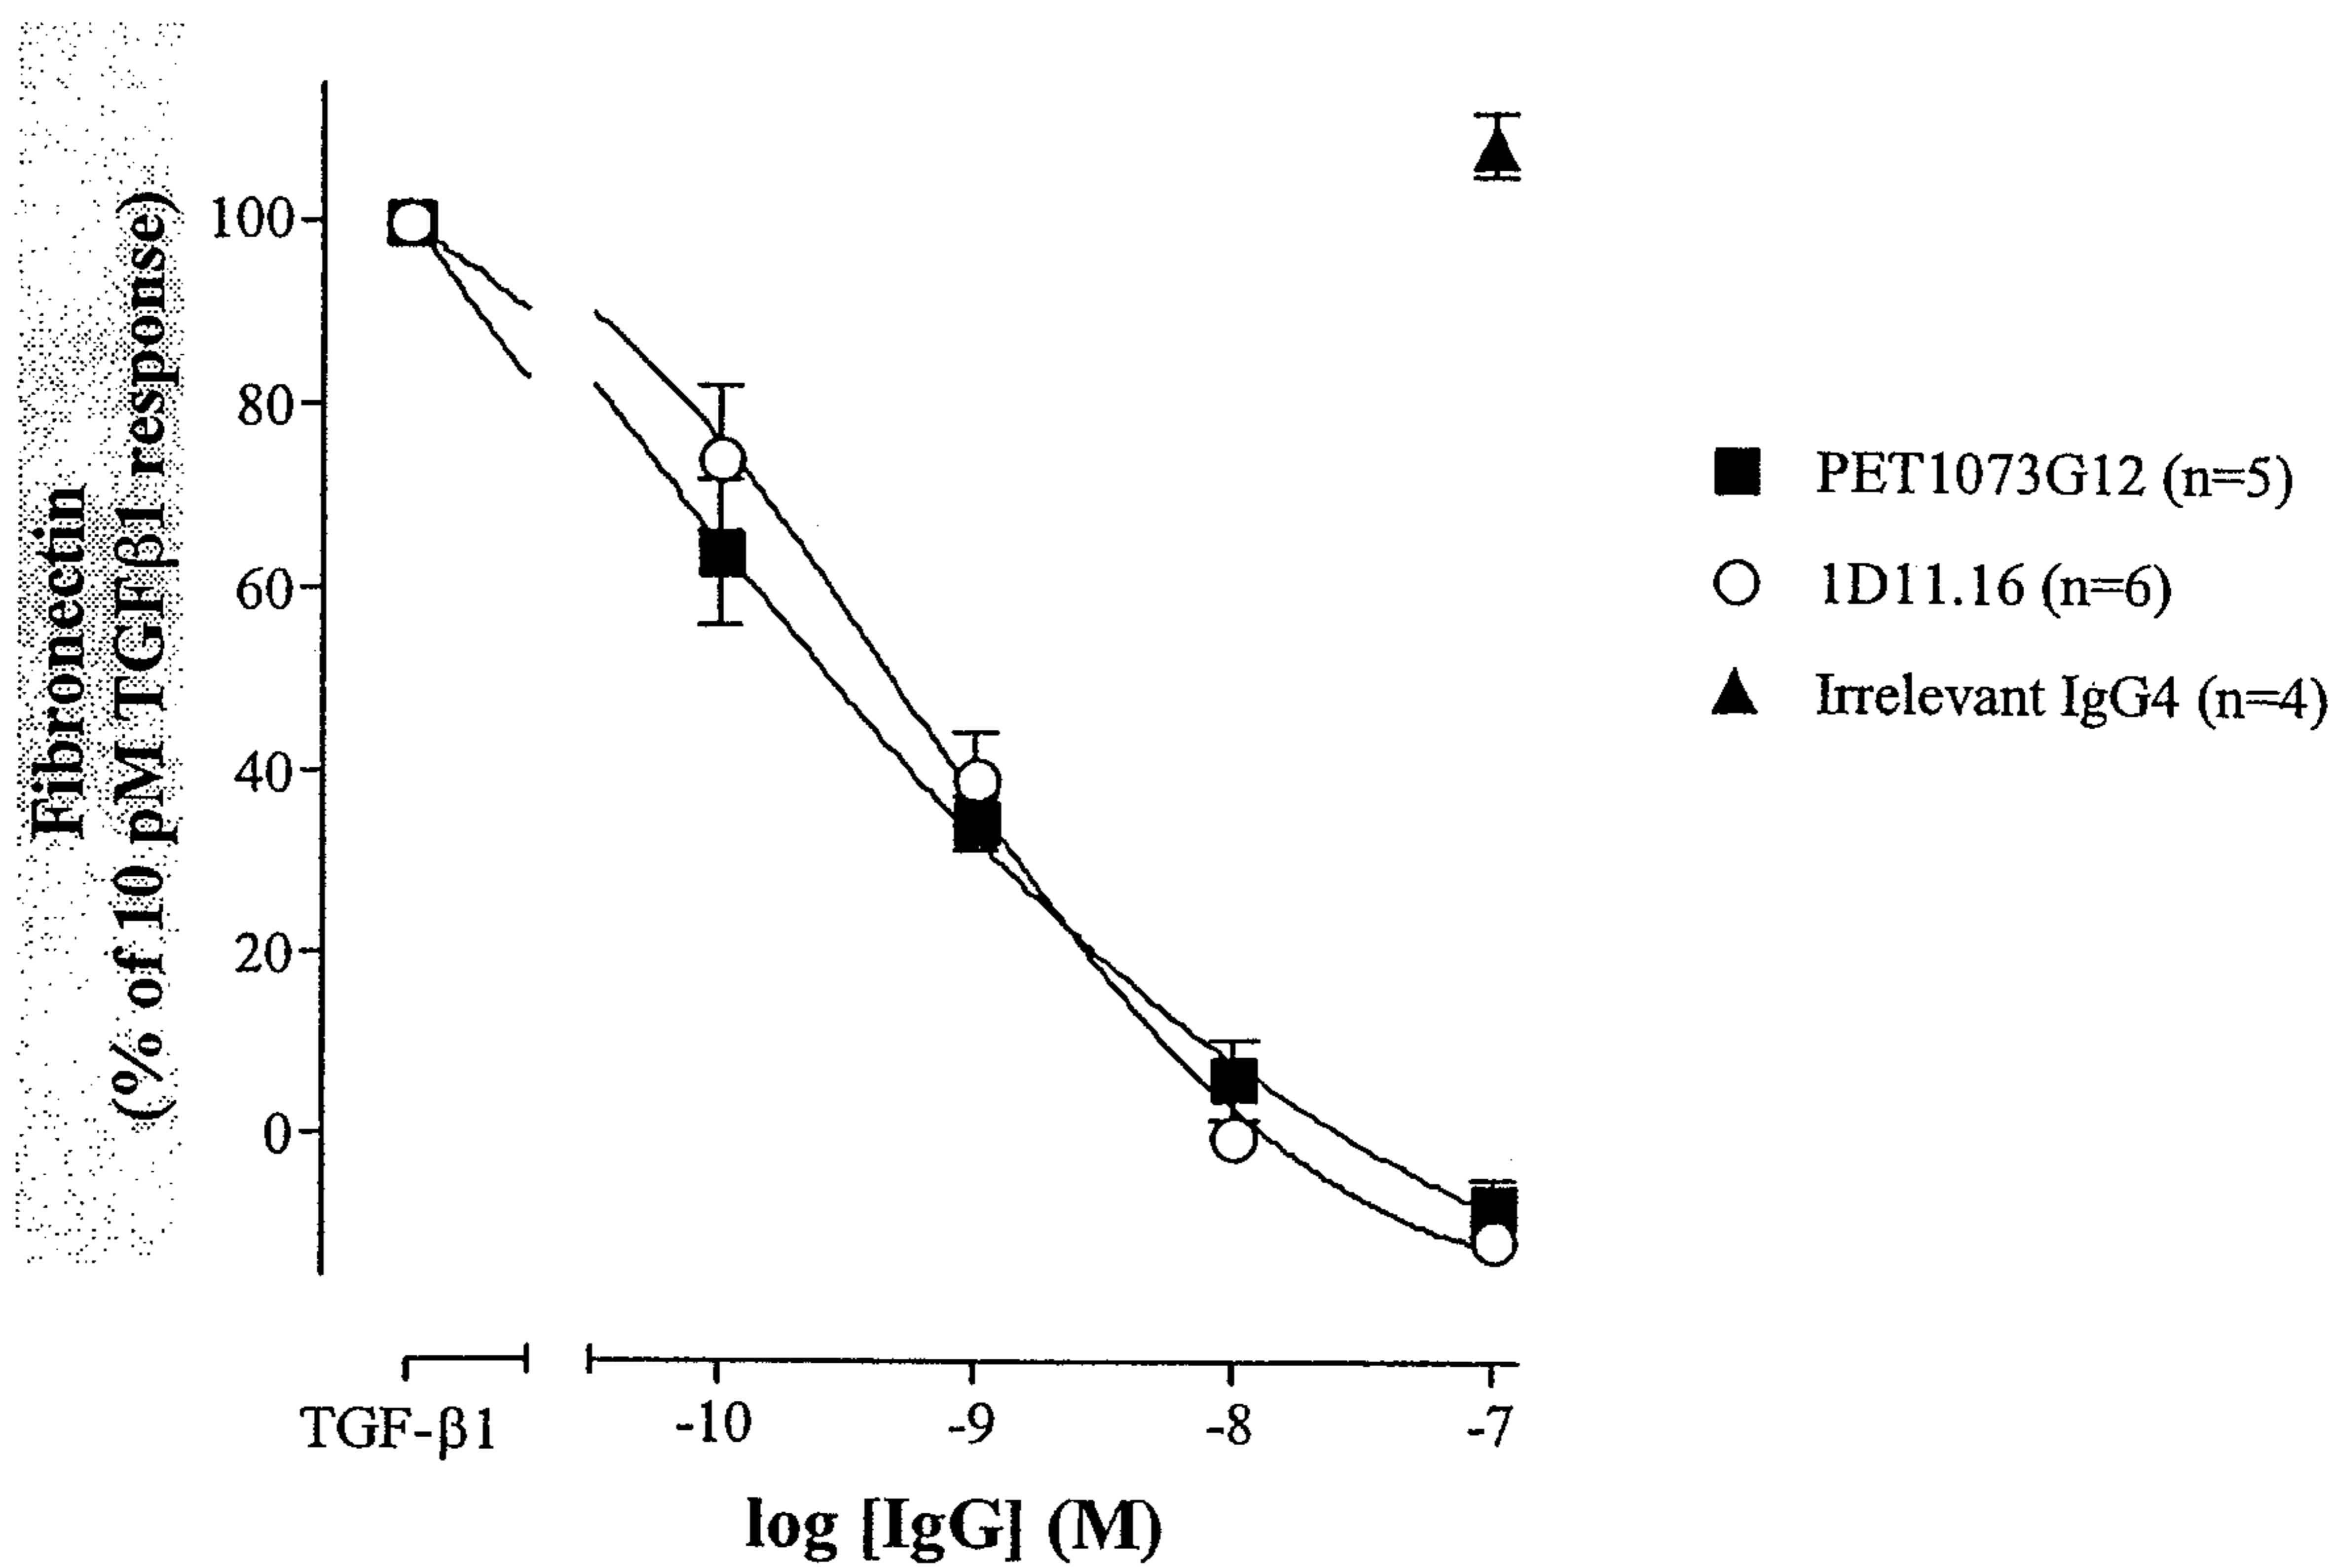 Fibronectin
(% of 10 pM TGFβ1 response)
100
80
60
40
20
0
PET1073G12 (n=5)
1D11.16 (n=6)
Irrelevant IgG4 (n=4)
TGF-β1
-10
-9
-8
-7
log [IgG] (M)